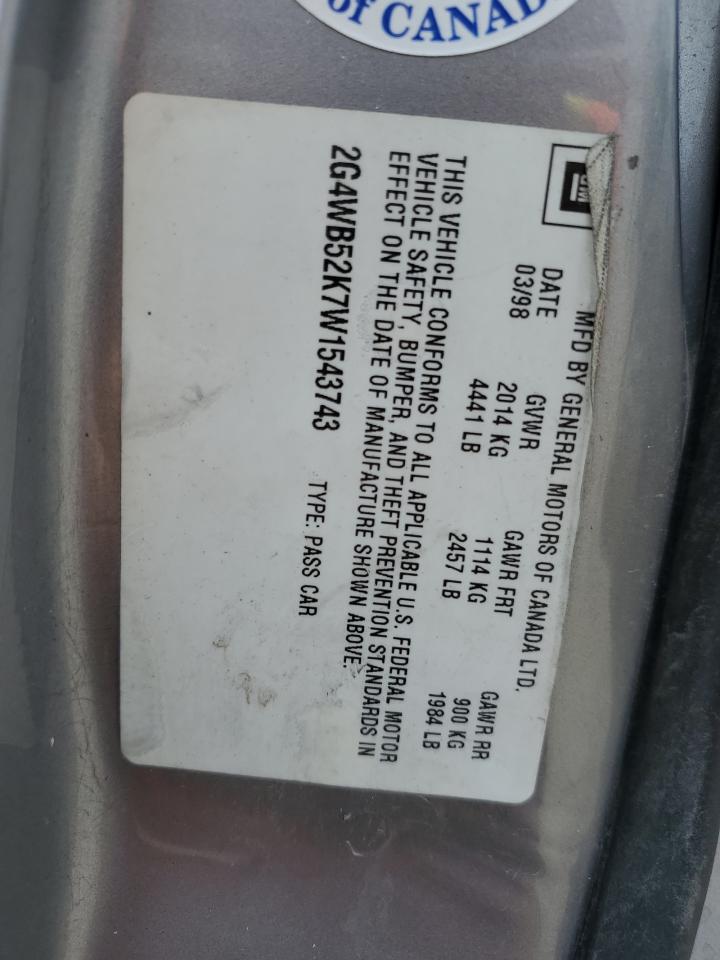 of CANADA
GM
MFD BY GENERAL MOTORS OF CANADA LTD.
DATE GVWR GAWR FRT GAWR RR
03/98 2014 KG 1114 KG 900 KG
4441 LB 2457 LB 1984 LB
THIS VEHICLE CONFORMS TO ALL APPLICABLE U.S. FEDERAL MOTOR
VEHICLE SAFETY, BUMPER, AND THEFT PREVENTION STANDARDS IN
EFFECT ON THE DATE OF MANUFACTURE SHOWN ABOVE.
2G4WB52K7W1543743 TYPE: PASS CAR